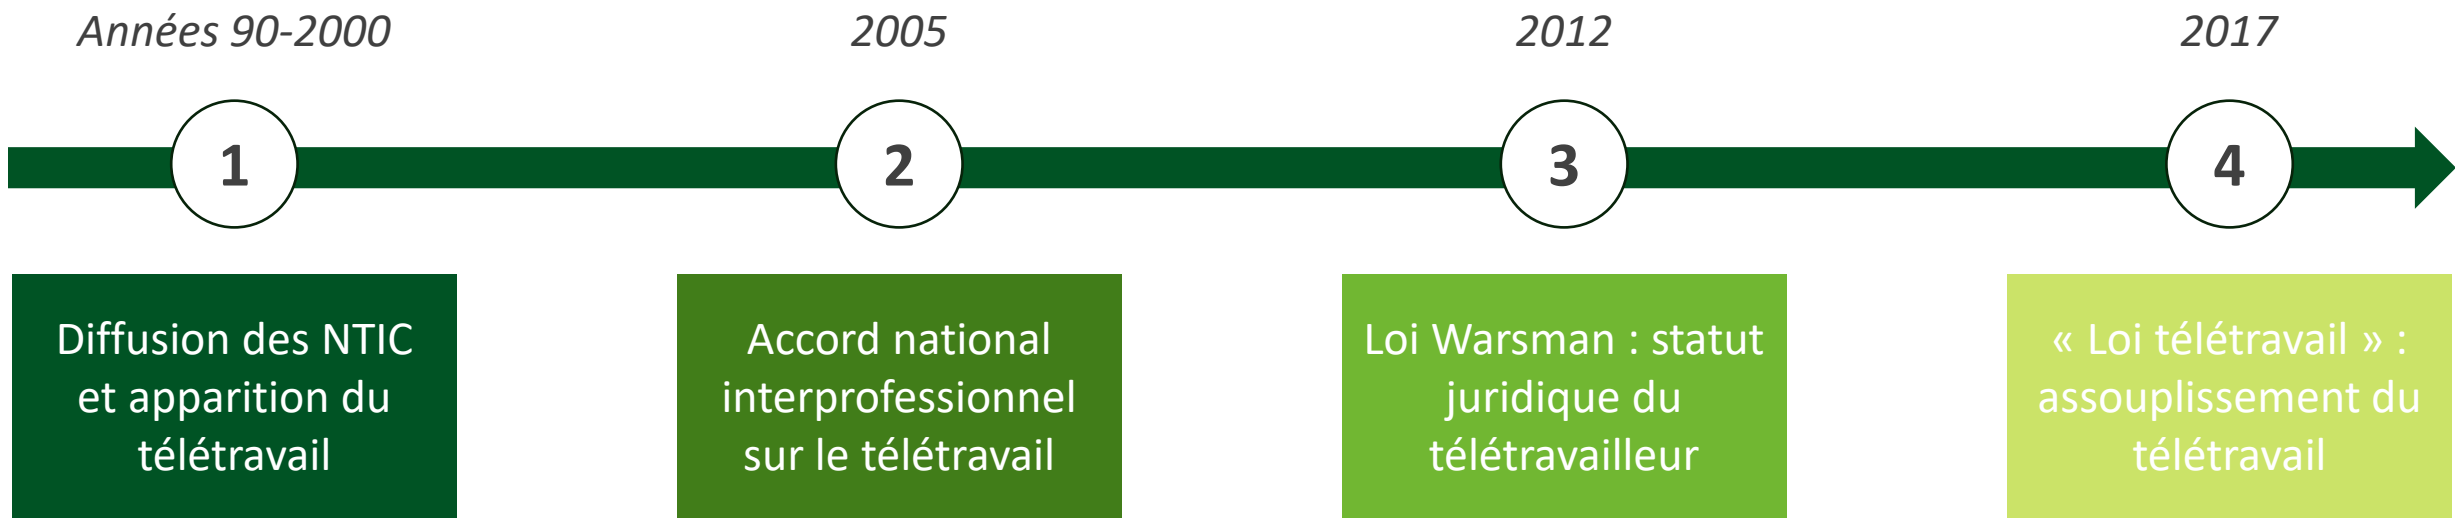 Années 90-2000
2005
2012
2017
1
2
3
4
Diffusion des NTIC
et apparition du
télétravail
Accord national
interprofessionnel
sur le télétravail
Loi Warsman : statut
juridique du
télétravailleur
« Loi télétravail » :
assouplissement du
télétravail